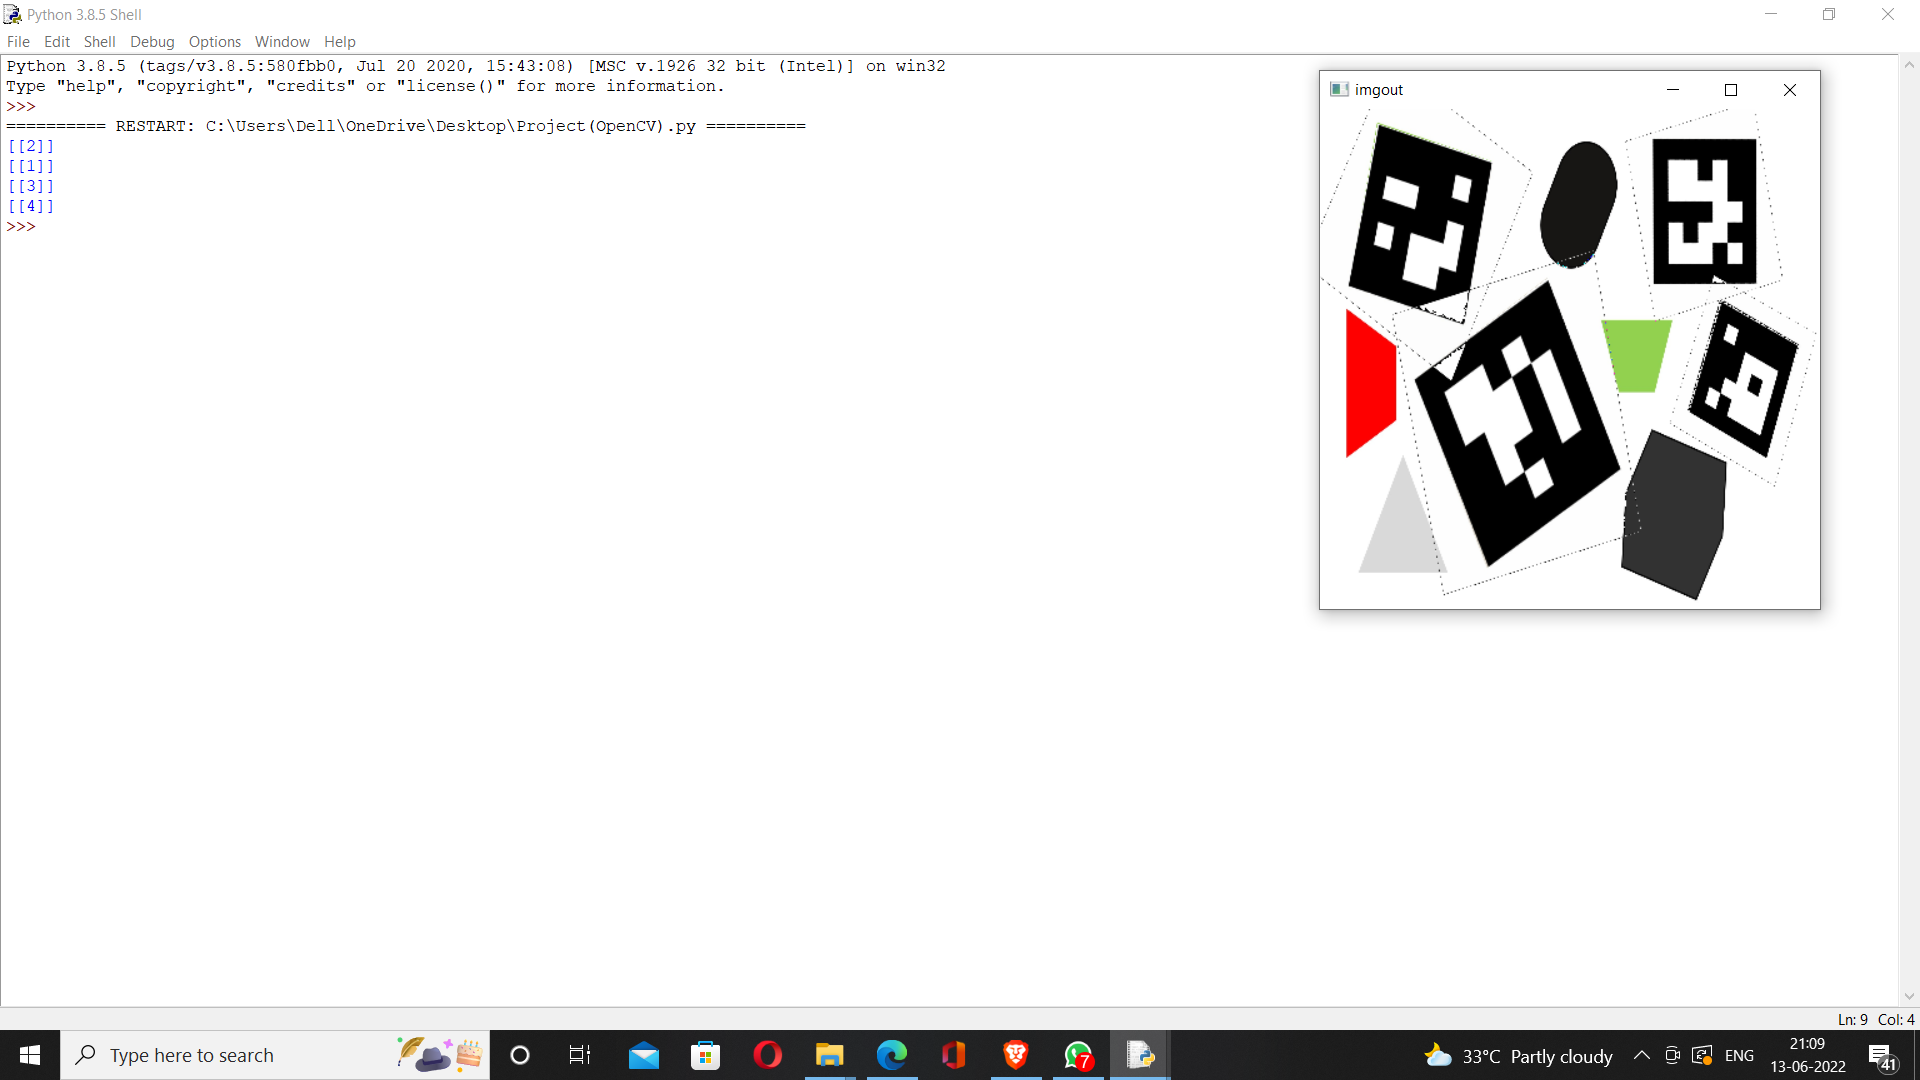 Python 3.8.5 Shell
File Edit Shell Debug Options Window Help
Python 3.8.5 (tags/v3.8.5:580fbb0, Jul 20 2020, 15:43:08) [MSC v.1926 32 bit (Intel)] on win32
Type "help", "copyright", "credits" or "license()" for more information.
>>>
========== RESTART: C:\Users\Dell\OneDrive\Desktop\Project(OpenCV).py ==========
[[2]]
[[1]]
[[3]]
[[4]]
>>>
imgout
Ln: 9 Col: 4
Type here to search
7
33°C Partly cloudy
ENG
21:09
13-06-2022
41